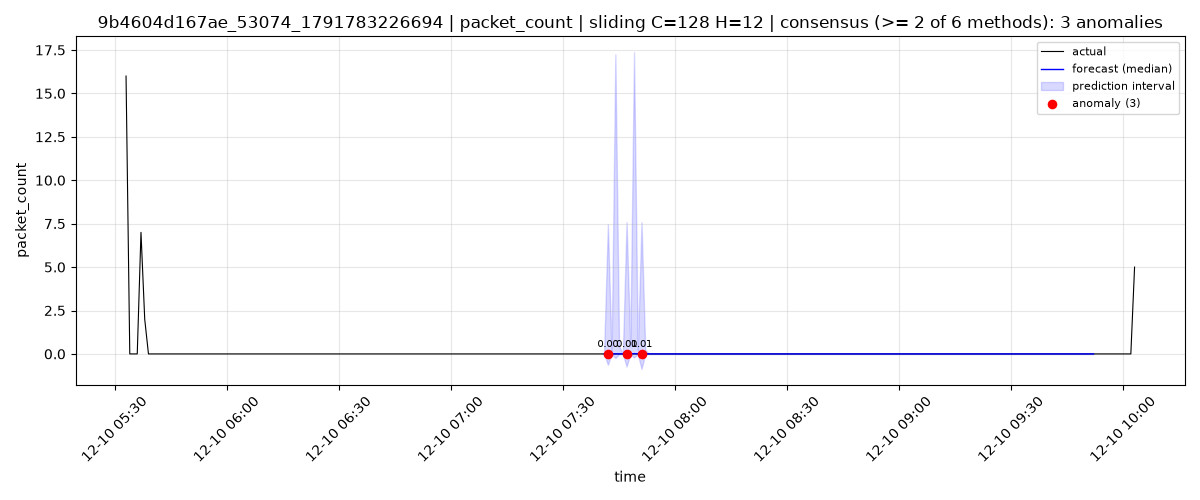 9b4604d167ae_53074_1791783226694 | packet_count | sliding C=128 H=12 | consensus (>= 2 of 6 methods): 3 anomalies
17.5
15.0
12.5
10.0
7.5
5.0
2.5
0.0
packet_count
actual
forecast (median)
prediction interval
anomaly (3)
12-10 05:30
12-10 06:00
12-10 06:30
12-10 07:00
12-10 07:30
12-10 08:00
12-10 08:30
12-10 09:00
12-10 09:30
12-10 10:00
time